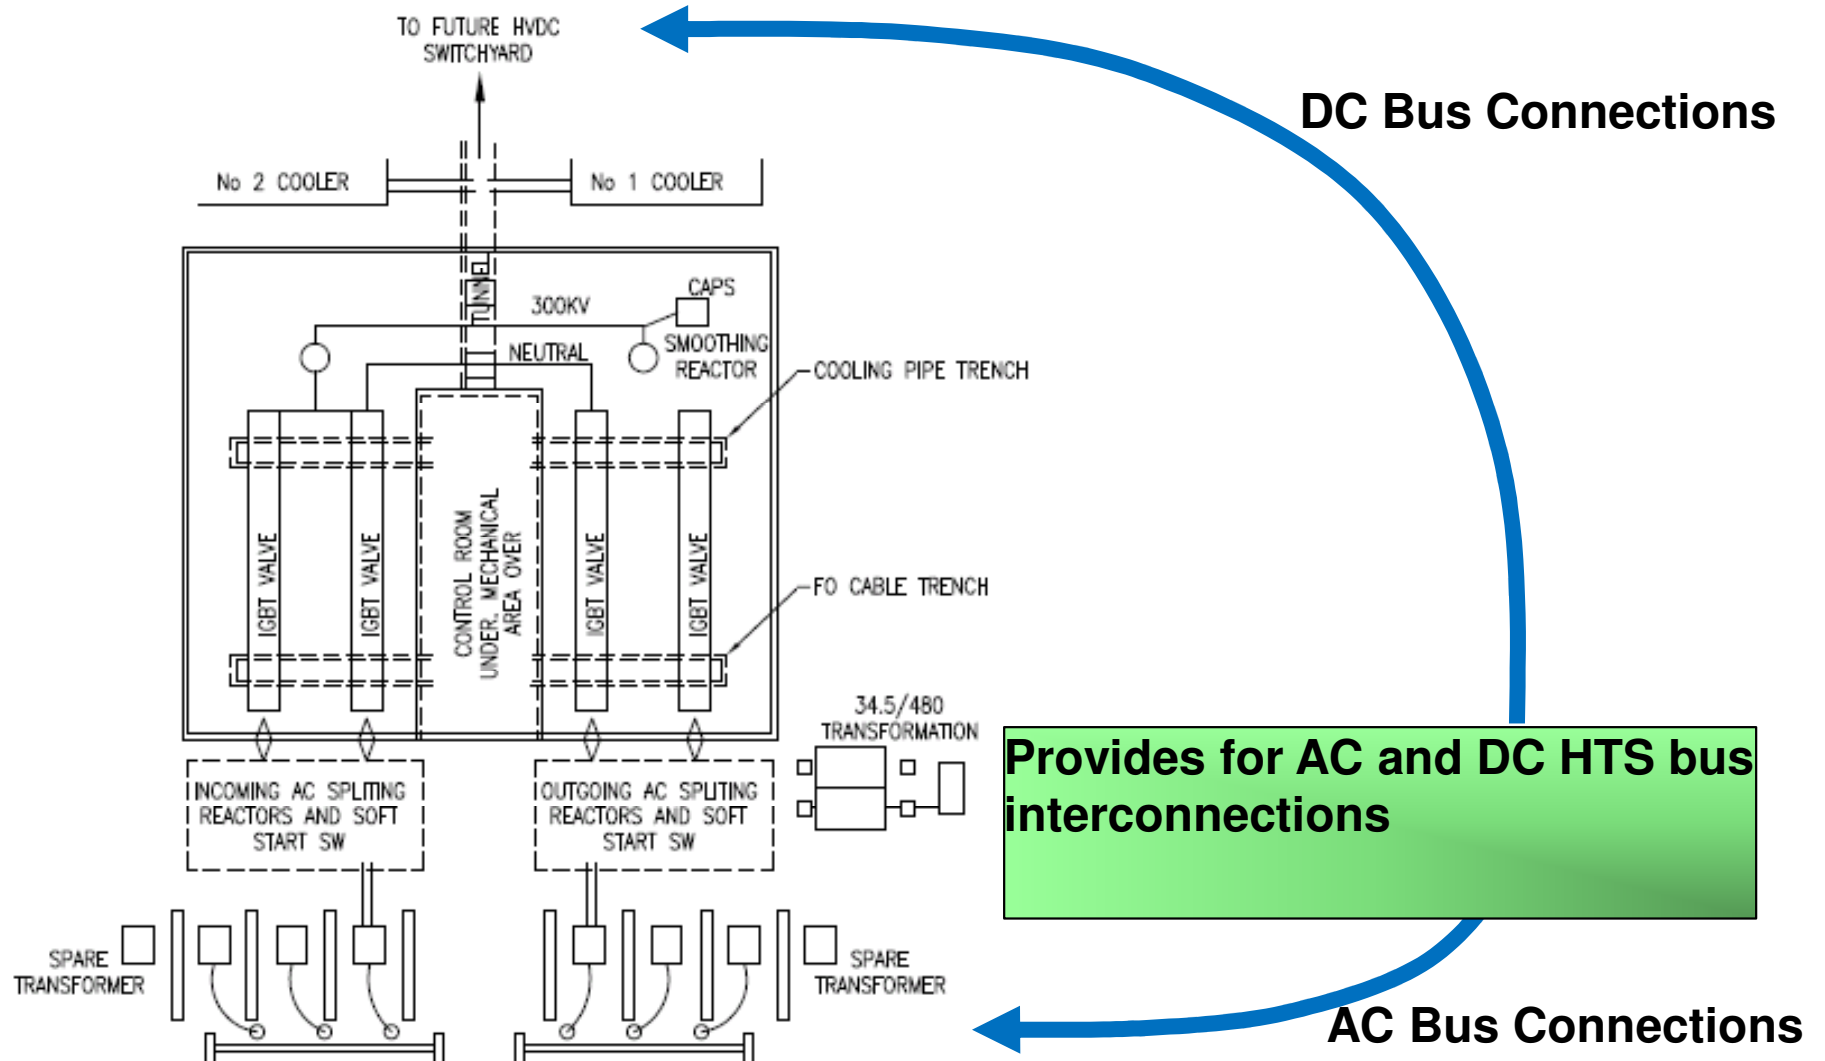 TO FUTURE HVDC
SWITCHYARD
DC Bus Connections
No 2 COOLER
No 1 COOLER
TUNNEL
CAPS
300KV
SMOOTHING
REACTOR
NEUTRAL
COOLING PIPE TRENCH
IGBT VALVE
IGBT VALVE
CONTROL ROOM
UNDER, MECHANICAL
AREA OVER
IGBT VALVE
IGBT VALVE
FO CABLE TRENCH
34.5/480
TRANSFORMATION
Provides for AC and DC HTS bus
interconnections
INCOMING AC SPLITING
REACTORS AND SOFT
START SW
OUTGOING AC SPLITING
REACTORS AND SOFT
START SW
SPARE
TRANSFORMER
SPARE
TRANSFORMER
AC Bus Connections